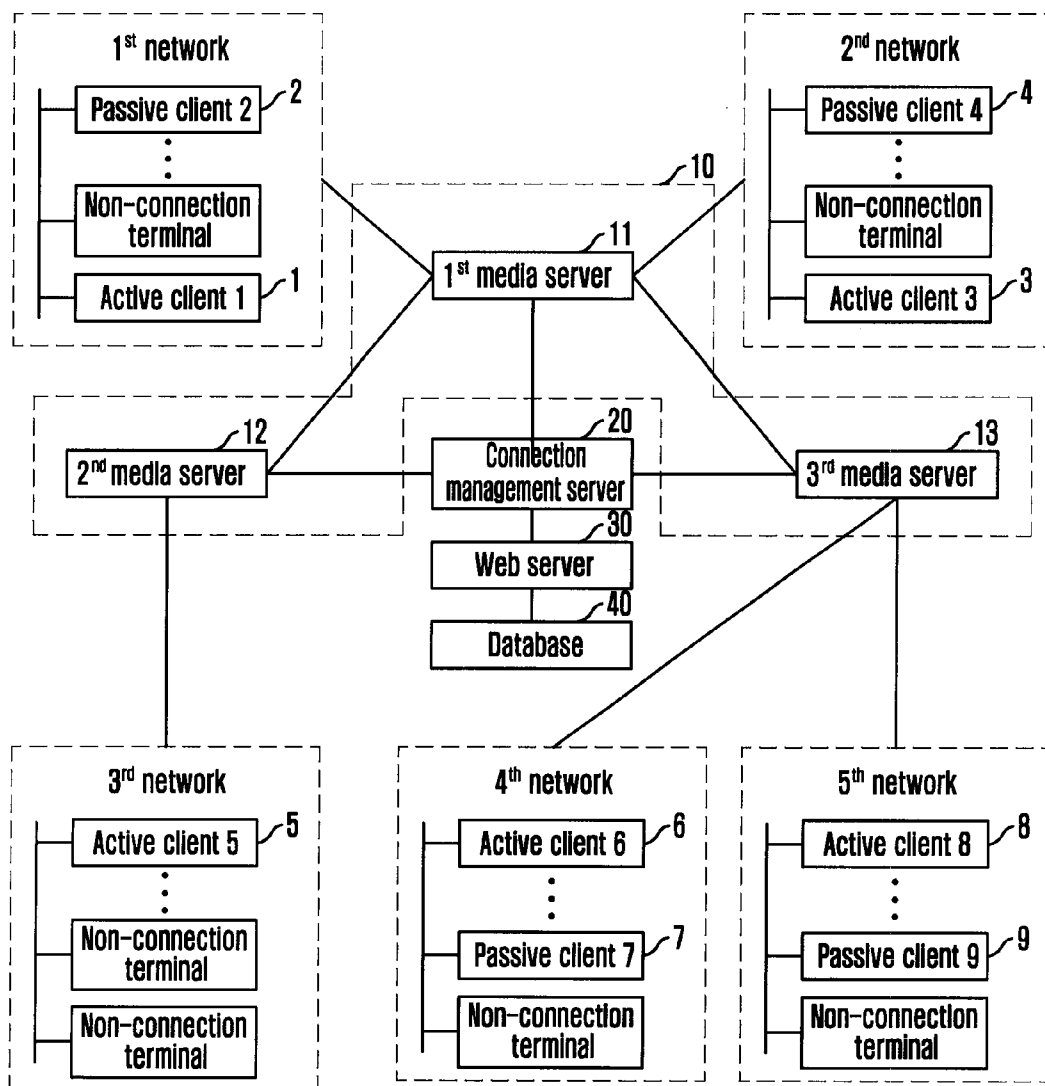 1st network
Passive client 2
2
Non-connection
terminal
Active client 1
1
2nd network
Passive client 4
4
Non-connection
terminal
Active client 3
3
10
11
1st media server
12
2nd media server
20
Connection
management server
13
3rd media server
30
Web server
40
Database
3rd network
Active client 5
5
Non-connection
terminal
Non-connection
terminal
4th network
Active client 6
6
Passive client 7
7
Non-connection
terminal
5th network
Active client 8
8
Passive client 9
9
Non-connection
terminal